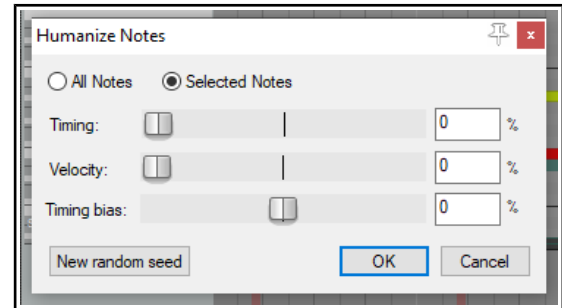 Humanize Notes
All Notes Selected Notes
Timing: 0 %
Velocity: 0 %
Timing bias: 0 %
New random seed OK Cancel